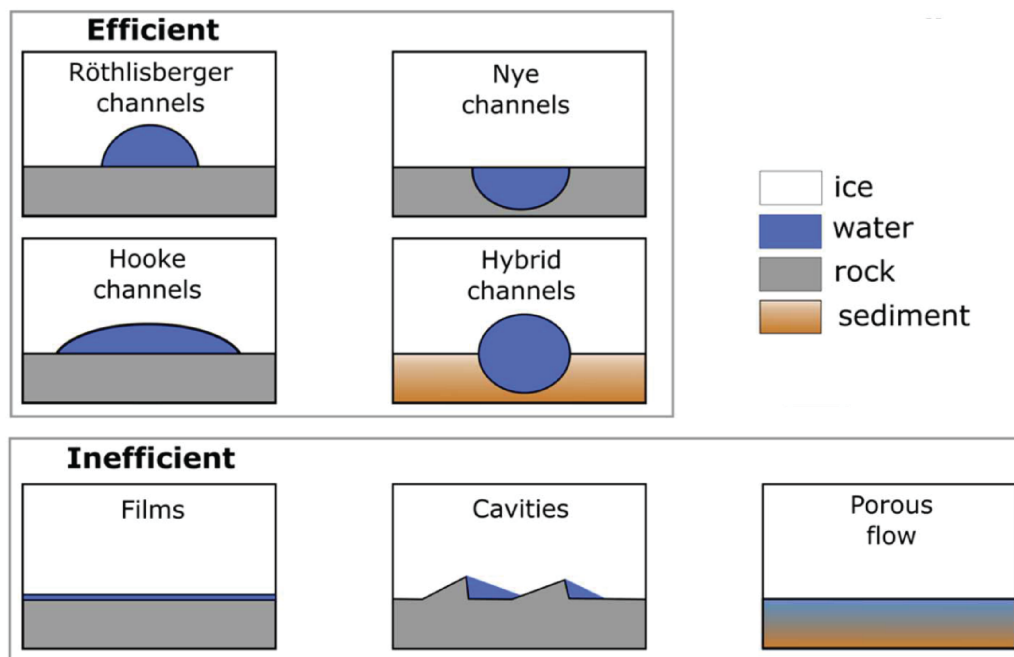 Efficient
Röthlisberger
channels
Nye
channels
Hooke
channels
Hybrid
channels
ice
water
rock
sediment
Inefficient
Films
Cavities
Porous
flow